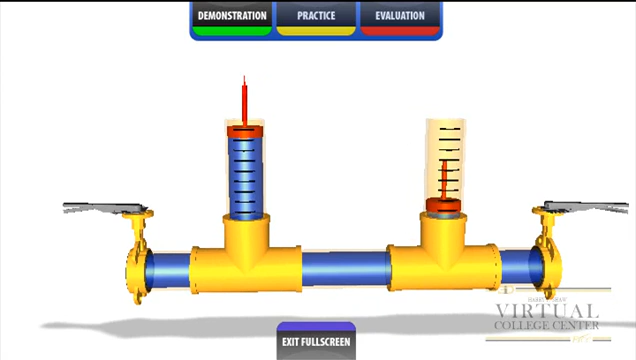 DEMONSTRATION
PRACTICE
EVALUATION
VIRTUAL
COLLEGE CENTER
EXIT FULLSCREEN